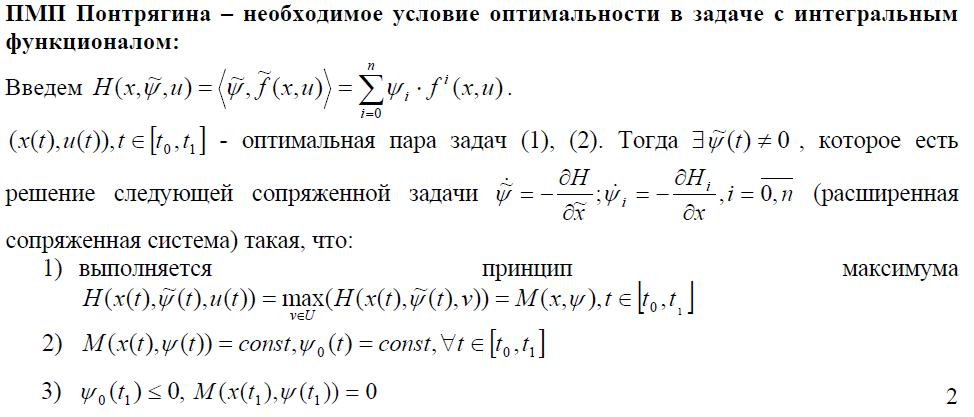 ПМП Понтрягина – необходимое условие оптимальности в задаче с интегральным
функционалом:
Введем H(x,ψ̃,u) = ⟨ψ̃, f̃(x,u)⟩ = ∑_{i=0}^{n} ψ_i · f^i(x,u).
(x(t),u(t)), t ∈ [t_0,t_1] - оптимальная пара задач (1), (2). Тогда ∃ψ̃(t) ≠ 0 , которое есть
решение следующей сопряженной задачи ψ̃̇ = −∂H/∂x̃; ψ̇_i = −∂H_i/∂x, i = \overline{0,n} (расширенная
сопряженная система) такая, что:
1) выполняется принцип максимума
H(x(t),ψ̃(t),u(t)) = max_{v∈U}(H(x(t),ψ̃(t),v)) = M(x,ψ), t ∈ ⌊t_0,t_1⌋
2) M(x(t),ψ(t)) = const, ψ_0(t) = const, ∀t ∈ [t_0,t_1]
3) ψ_0(t_1) ≤ 0, M(x(t_1),ψ(t_1)) = 0
2